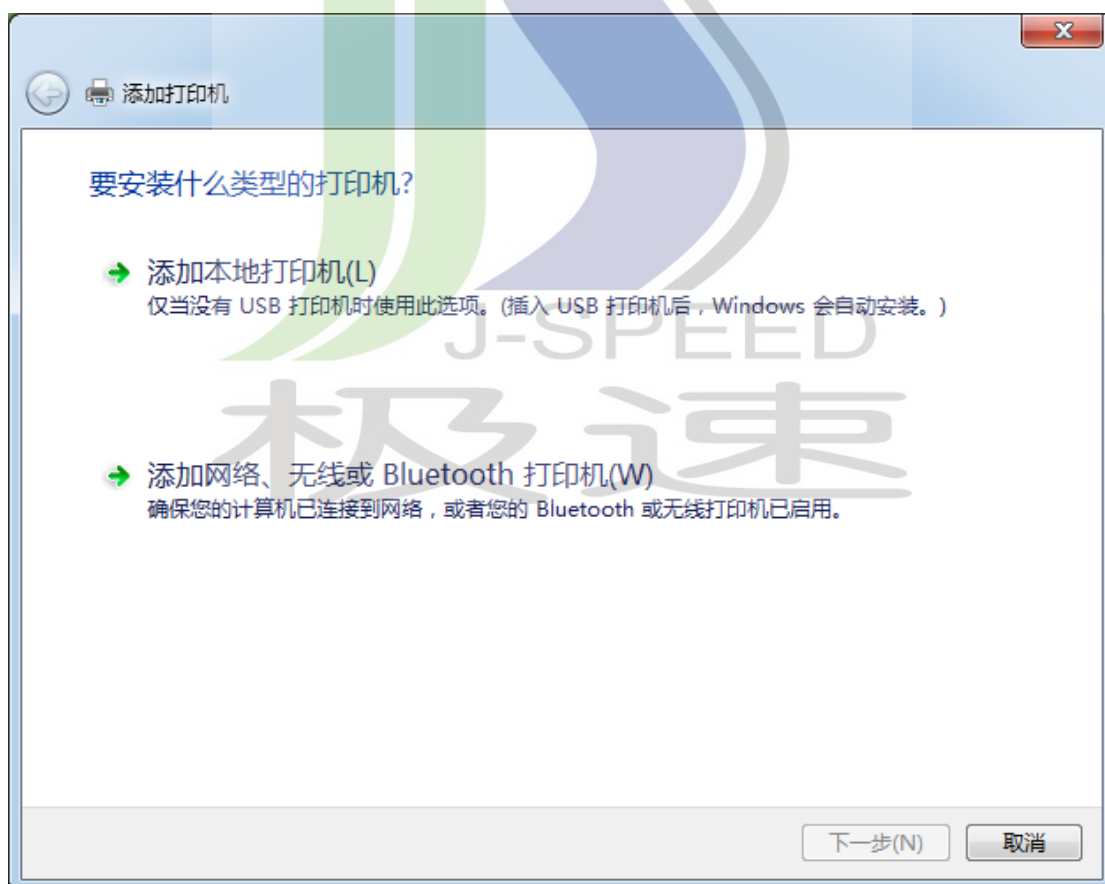 添加打印机
要安装什么类型的打印机?
添加本地打印机(L)
仅当没有 USB 打印机时使用此选项。(插入 USB 打印机后，Windows 会自动安装。)
J-SPEED
极速
添加网络、无线或 Bluetooth 打印机(W)
确保您的计算机已连接到网络，或者您的 Bluetooth 或无线打印机已启用。
下一步(N)
取消